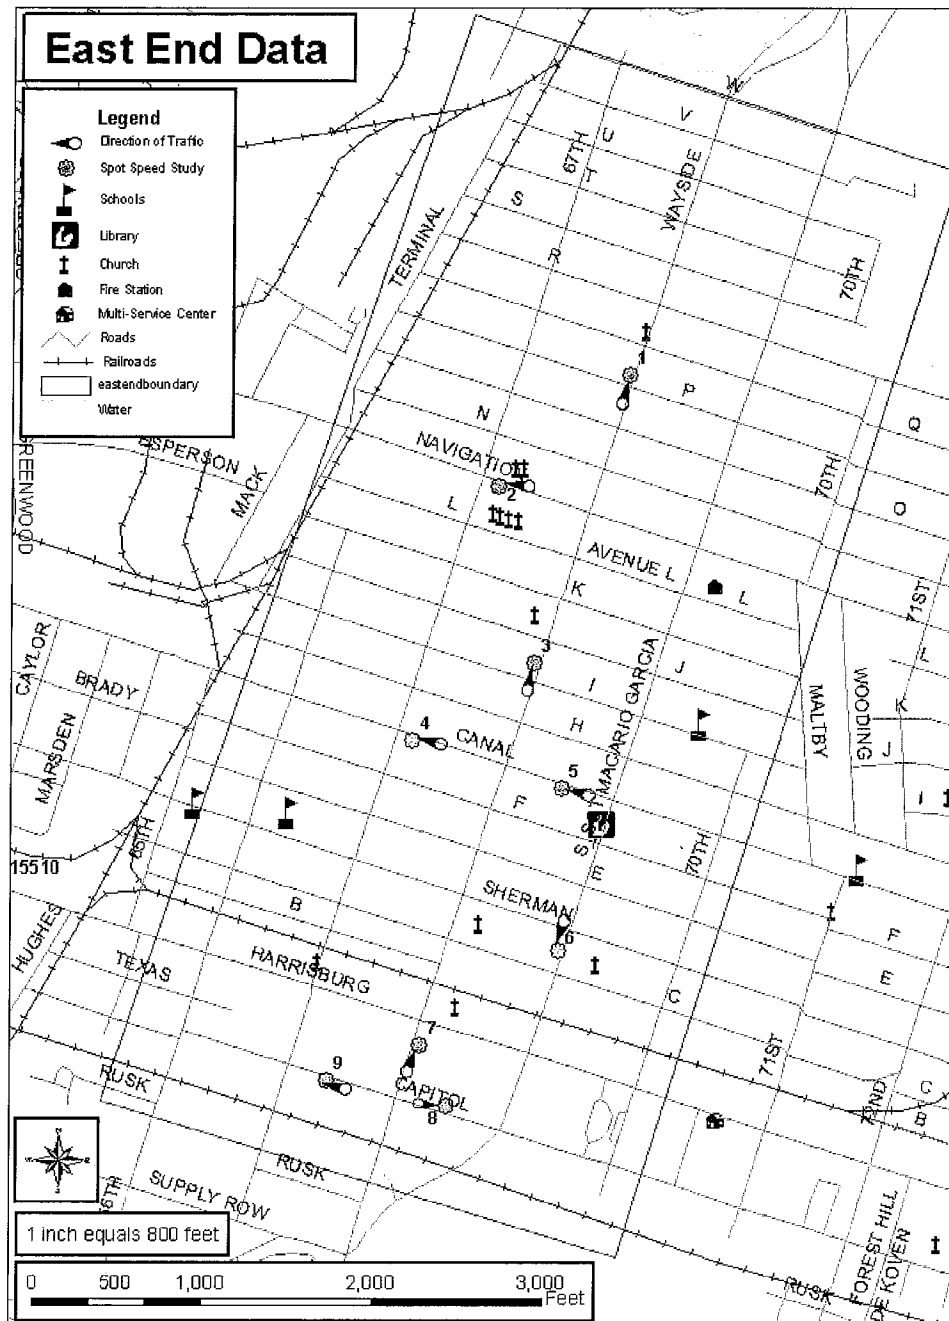 East End Data
Legend
Direction of Traffic
Spot Speed Study
Schools
Library
Church
Fire Station
Multi-Service Center
Roads
Railroads
eastendboundary
Water
W
V
U
67TH
T
WAYSIDE
S
TERMINAL
R
70TH
1
P
N
Q
NAVIGATION
70TH
ESPERSON
MACK
2
L
O
AVENUE L
K
L
71ST
3
CAYLOR
BRADY
I
J
MACARIO GARCIA
L
H
MALTBY
WOODING
K
MARSDEN
4
CANAL
J
5
F
I
S-SGT
65TH
70TH
15510
E
SHERMAN
B
6
F
HUGHES
TEXAS
HARRISBURG
E
C
7
71ST
9
RUSK
CAPITOL
72ND
C
B
8
RUSK
SUPPLY ROW
FOREST HILL
DE KOVEN
RUSK
1 inch equals 800 feet
0 500 1,000 2,000 3,000
Feet